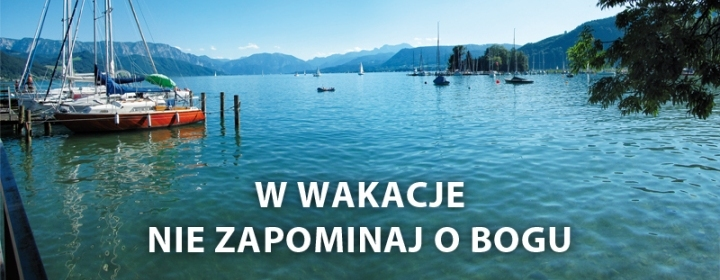 W WAKACJE
NIE ZAPOMINAJ O BOGU